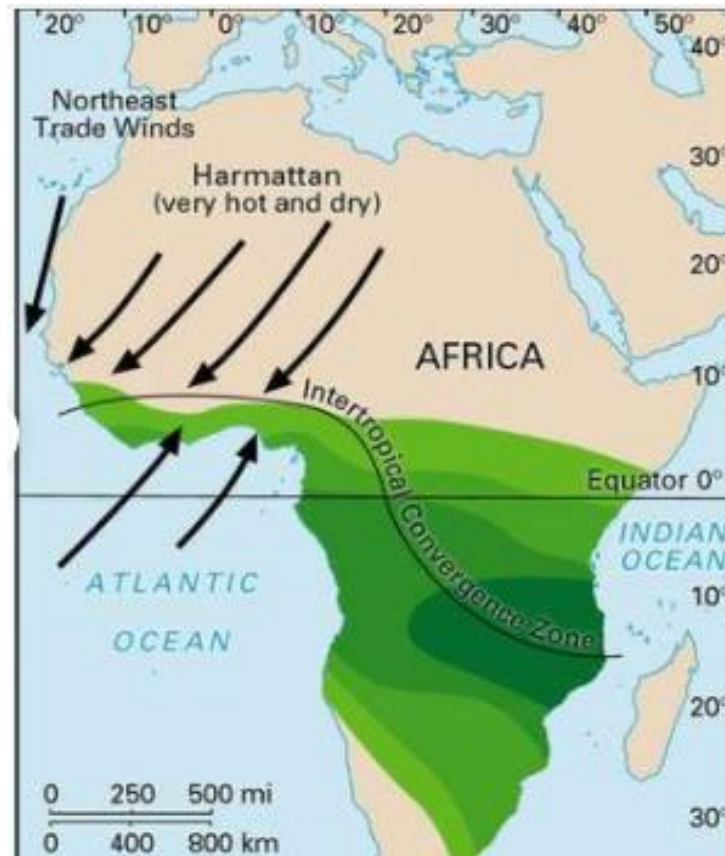 20° 10° 0° 10° 20° 30° 40° 50°
40°
Northeast
Trade Winds
30°
Harmattan
(very hot and dry)
20°
AFRICA
10°
Intertropical Convergence Zone
Equator 0°
INDIAN
OCEAN
ATLANTIC
OCEAN
10°
20°
0 250 500 mi
0 400 800 km
30°